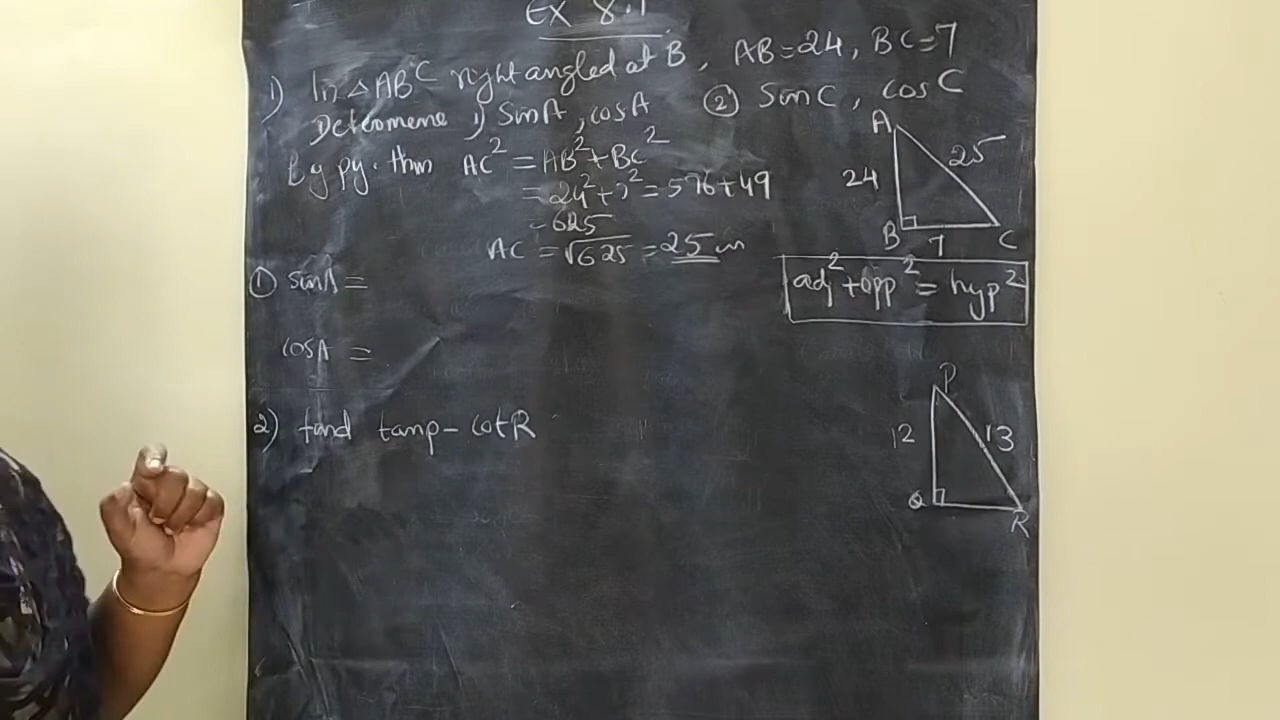 Ex 8.1
1) In △ABC right angled at B, AB=24, BC=7
Determene 1) SinA, cosA ② SinC, cosC
By py.thm AC² = AB²+BC²
= 24²+7² = 576+49
= 625
AC = √625 = 25 cm
① sinA =
cosA =
2) find tanp - cotR
A
24
25
B
7
C
adj²+opp² = hyp²
P
12
13
Q
R